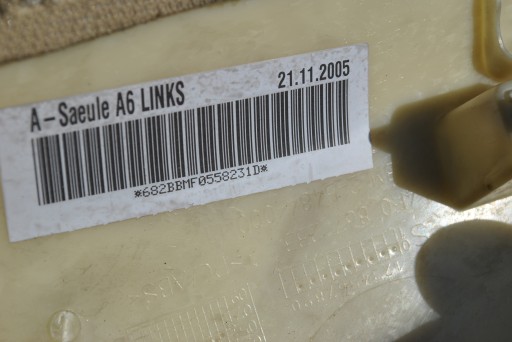 A-Saeule A6 LINKS
21.11.2005
*682BBMF0558231D*